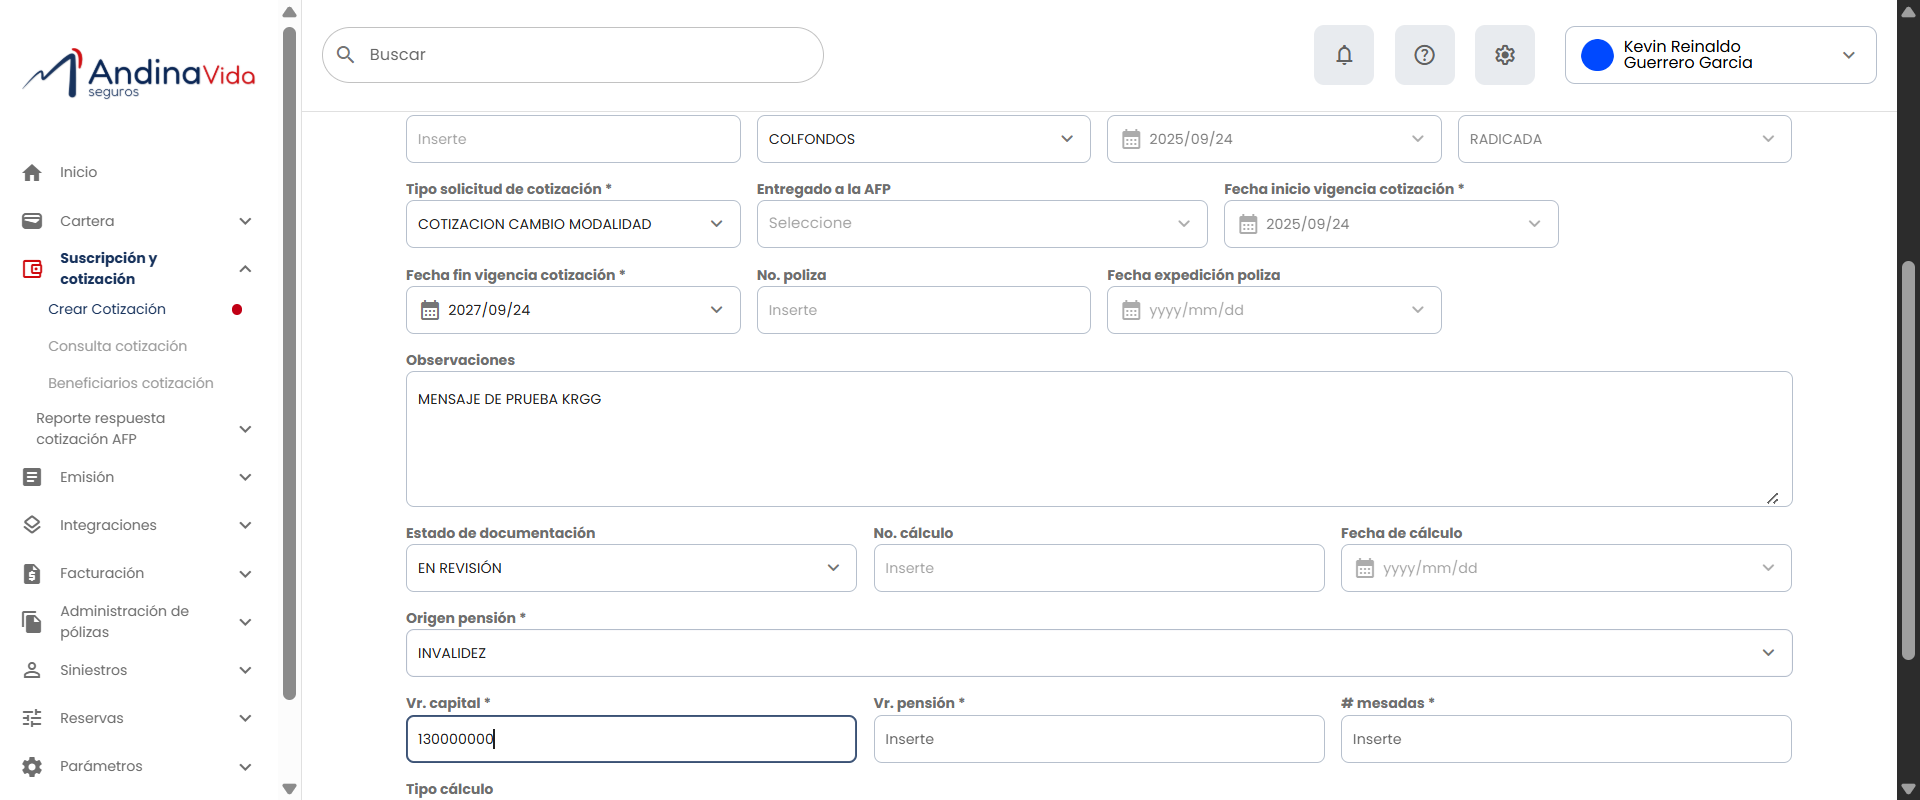 AndinaVida
seguros
Buscar
Kevin Reinaldo
Guerrero Garcia
Inicio
Cartera
Suscripción y
cotización
Crear Cotización
Consulta cotización
Beneficiarios cotización
Reporte respuesta
cotización AFP
Emisión
Integraciones
Facturación
Administración de
pólizas
Siniestros
Reservas
Parámetros
Inserte
COLFONDOS
2025/09/24
RADICADA
Tipo solicitud de cotización *
Entregado a la AFP
Fecha inicio vigencia cotización *
COTIZACION CAMBIO MODALIDAD
Seleccione
2025/09/24
Fecha fin vigencia cotización *
No. poliza
Fecha expedición poliza
2027/09/24
Inserte
yyyy/mm/dd
Observaciones
MENSAJE DE PRUEBA KRGG
Estado de documentación
No. cálculo
Fecha de cálculo
EN REVISIÓN
Inserte
yyyy/mm/dd
Origen pensión *
INVALIDEZ
Vr. capital *
Vr. pensión *
# mesadas *
130000000
Inserte
Inserte
Tipo cálculo